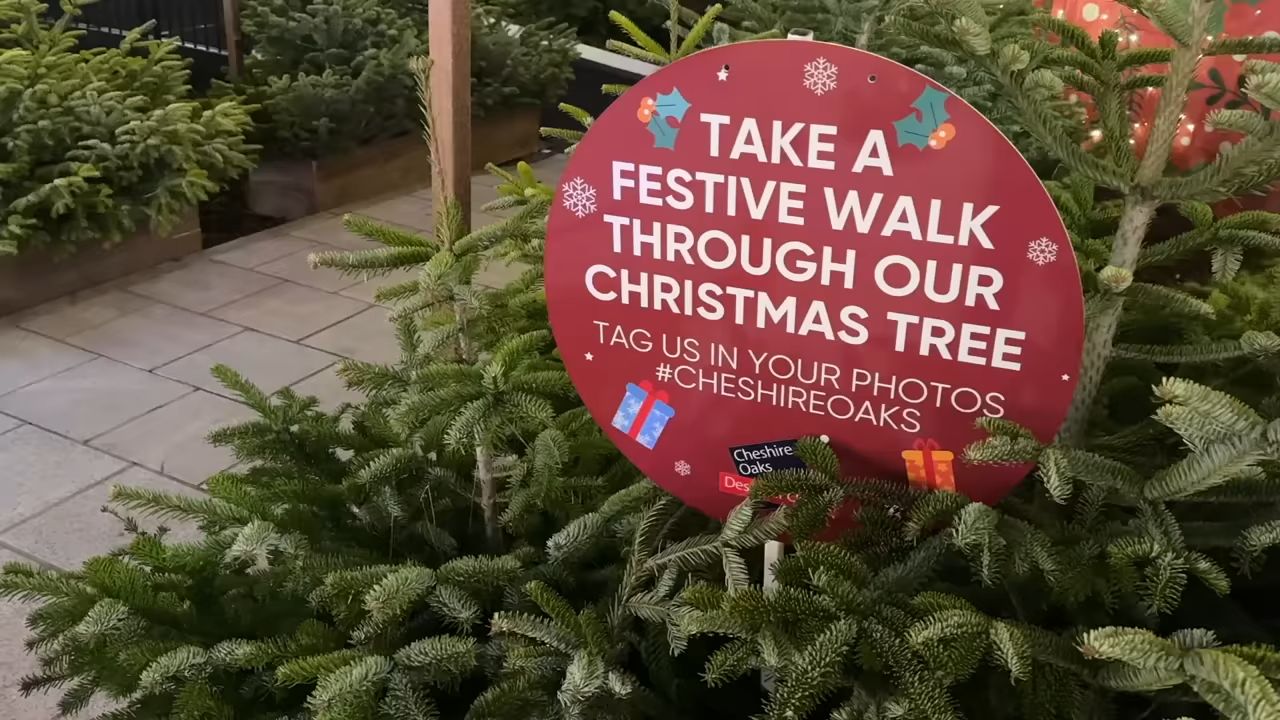 TAKE A
FESTIVE WALK
THROUGH OUR
CHRISTMAS TREE
TAG US IN YOUR PHOTOS
#CHESHIREOAKS
Cheshire
Oaks